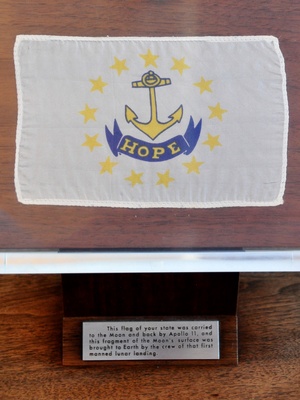 HOPE
This flag of your state was carried
to the Moon and back by Apollo 11, and
this fragment of the Moon's surface was
brought to Earth by the crew of that first
manned lunar landing.